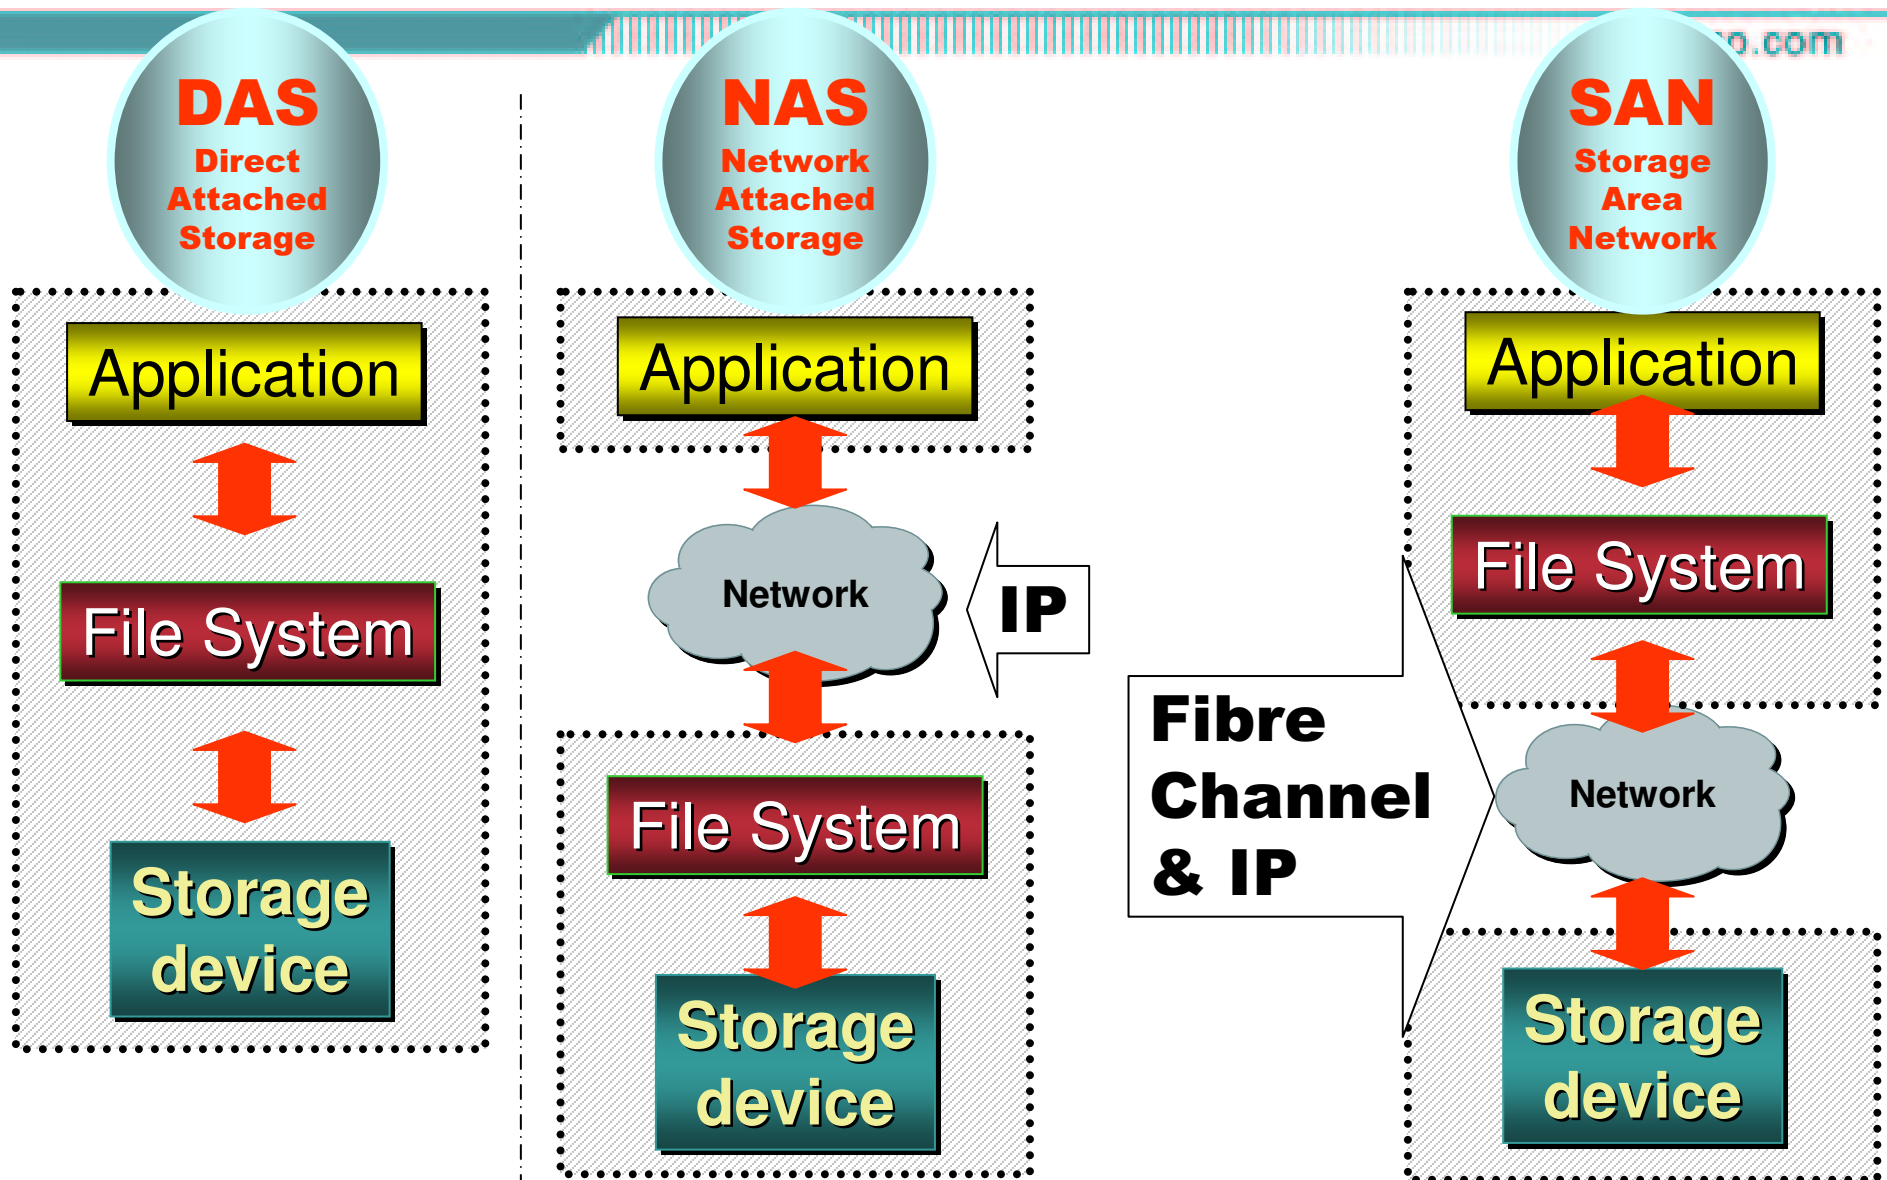 DAS
Direct
Attached
Storage
Application
File System
Storage
device
NAS
Network
Attached
Storage
Application
Network
IP
File System
Storage
device
SAN
Storage
Area
Network
Application
File System
Fibre
Channel
& IP
Network
Storage
device